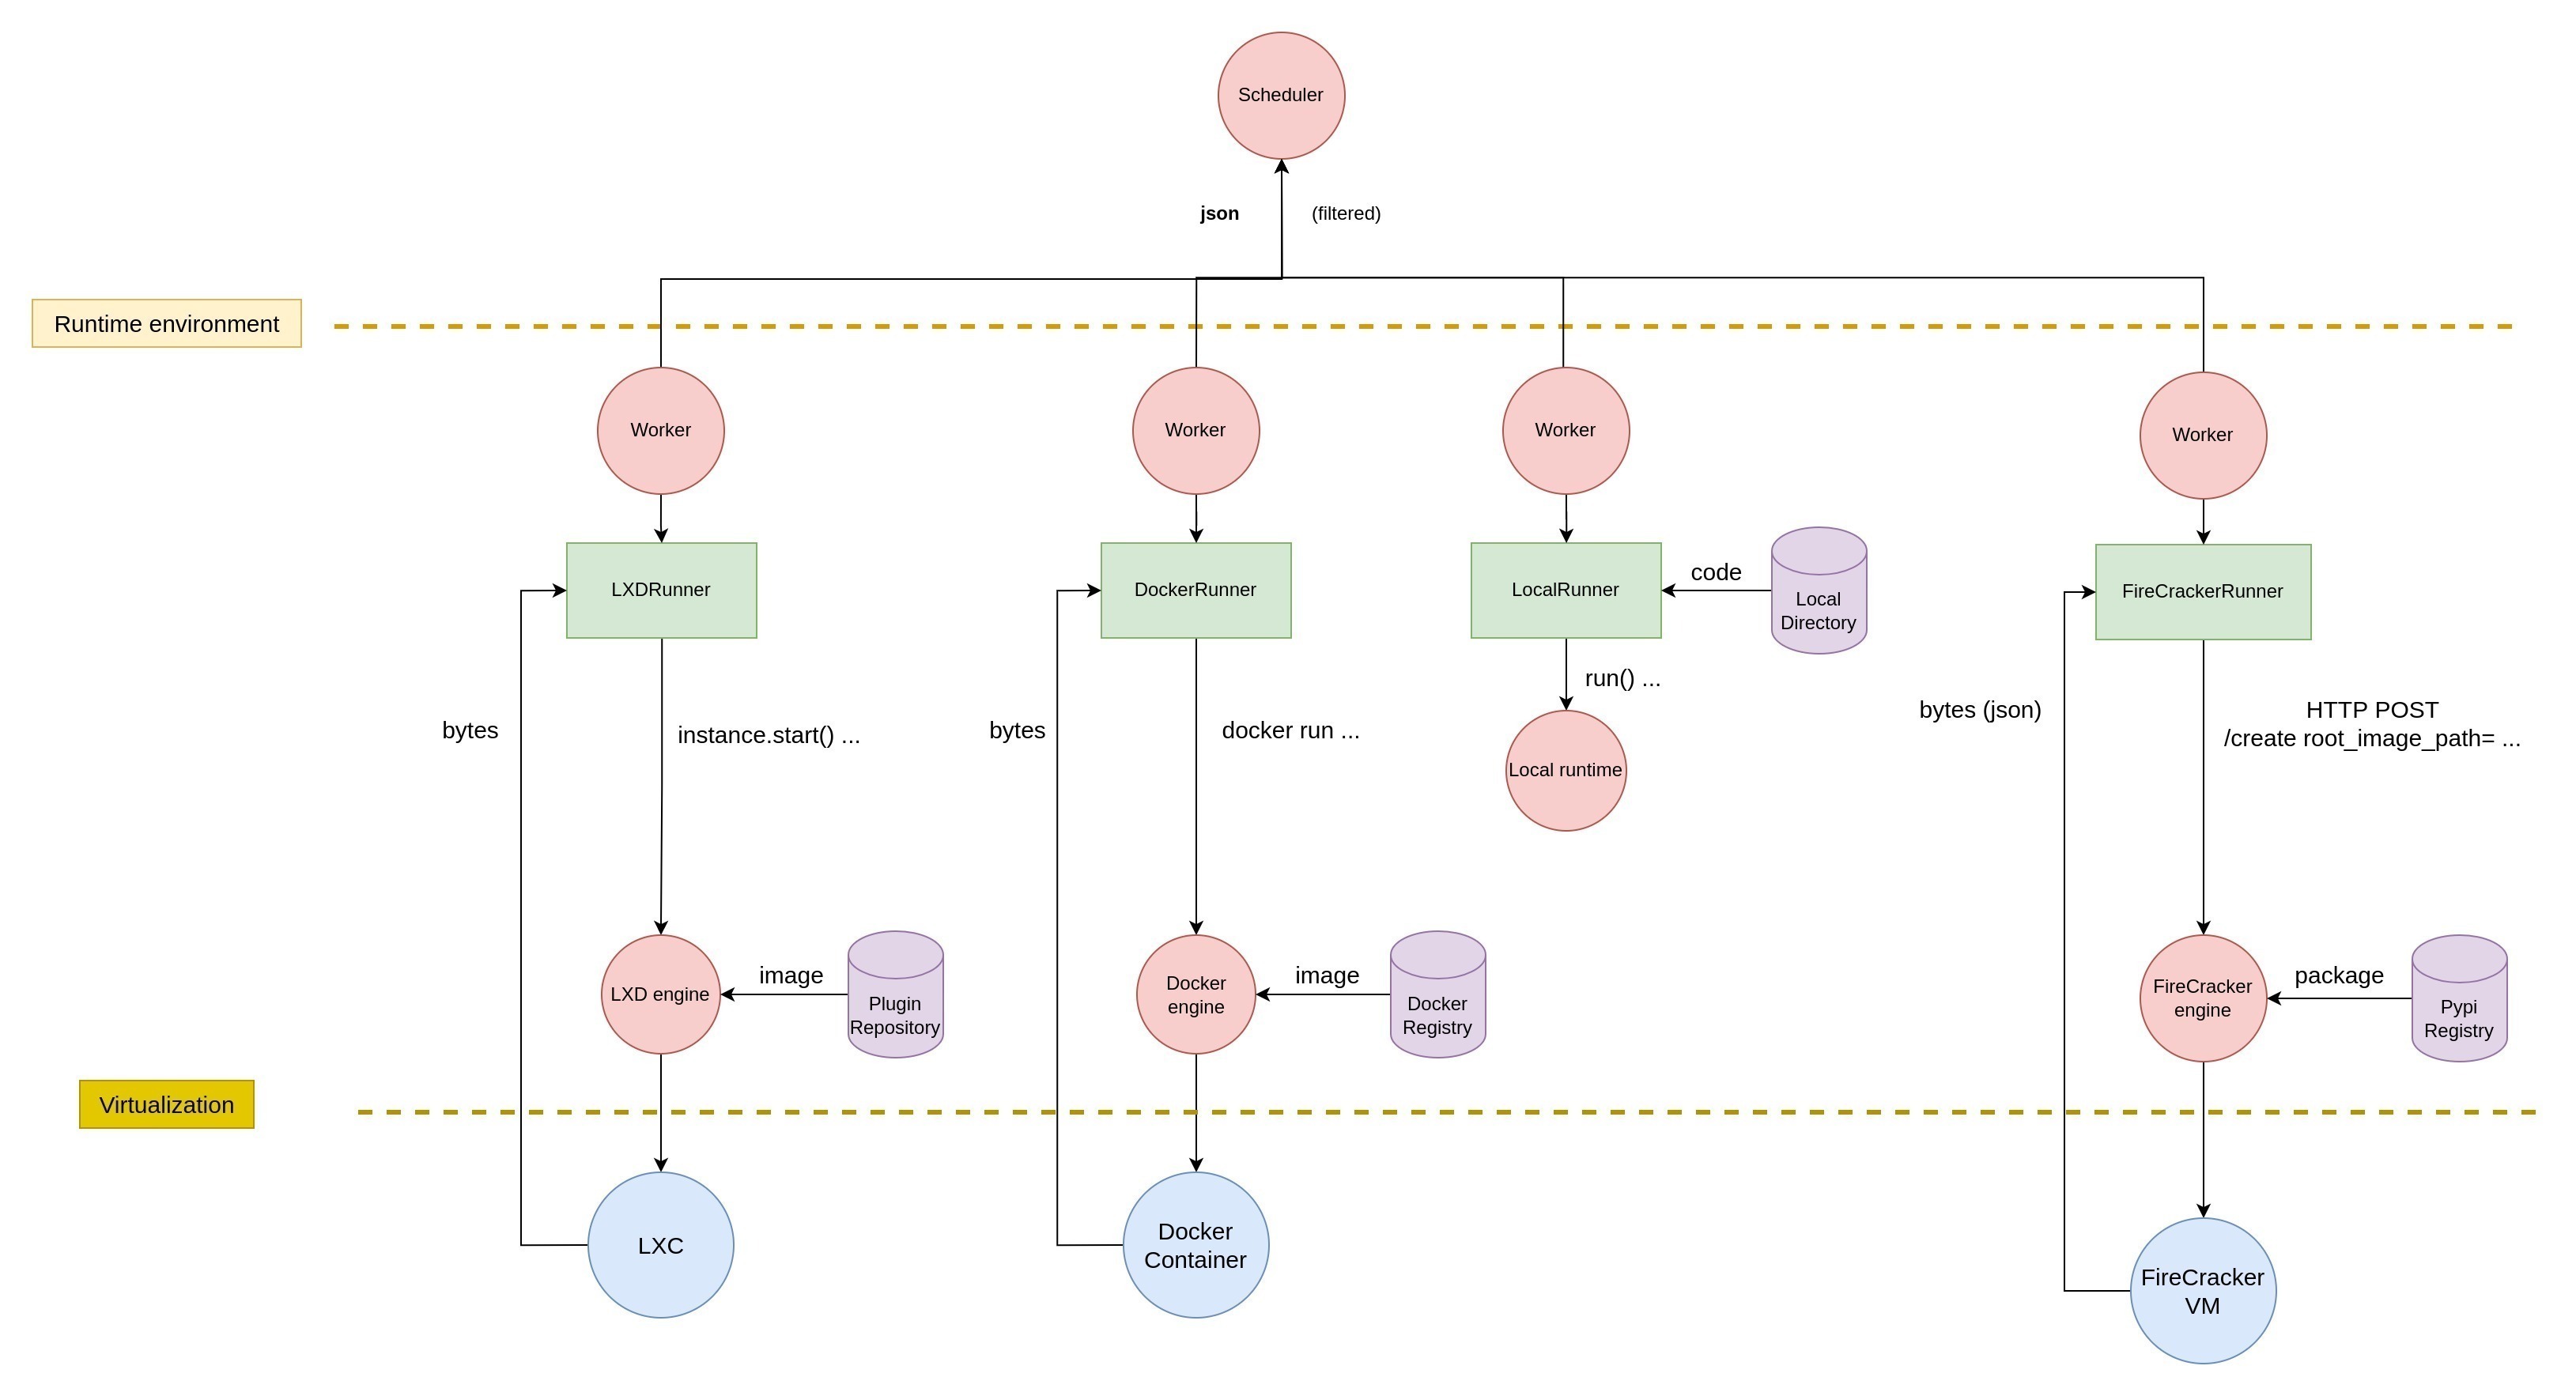 Scheduler
json
(filtered)
Runtime environment
Worker
Worker
Worker
Worker
LXDRunner
DockerRunner
LocalRunner
code
Local
Directory
FireCrackerRunner
bytes
instance.start() ...
bytes
docker run ...
run() ...
Local runtime
bytes (json)
HTTP POST
/create root_image_path= ...
LXD engine
image
Plugin
Repository
Docker
engine
image
Docker
Registry
FireCracker
engine
package
Pypi
Registry
Virtualization
LXC
Docker
Container
FireCracker
VM